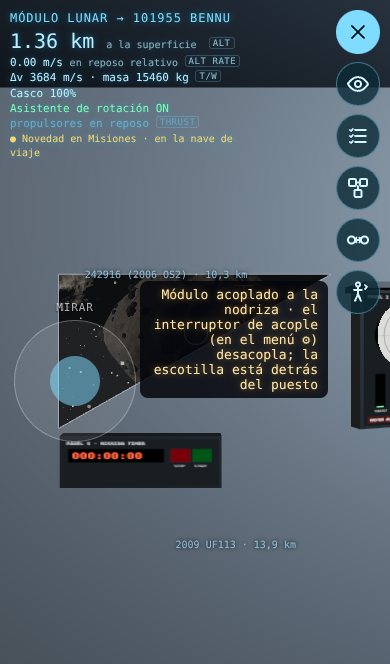 MÓDULO LUNAR → 101955 BENNU
1.36 km a la superficie ALT
0.00 m/s en reposo relativo ALT RATE
Δv 3684 m/s · masa 15460 kg T/W
Casco 100%
Asistente de rotación ON
propulsores en reposo THRUST
● Novedad en Misiones · en la nave de
viaje
242916 (2006 OS2) · 10,3 km
MIRAR
Módulo acoplado a la
nodriza · el
interruptor de acople
(en el menú ⚙)
desacopla; la
escotilla está detrás
del puesto
000:00:00
2009 UF113 · 13,9 km